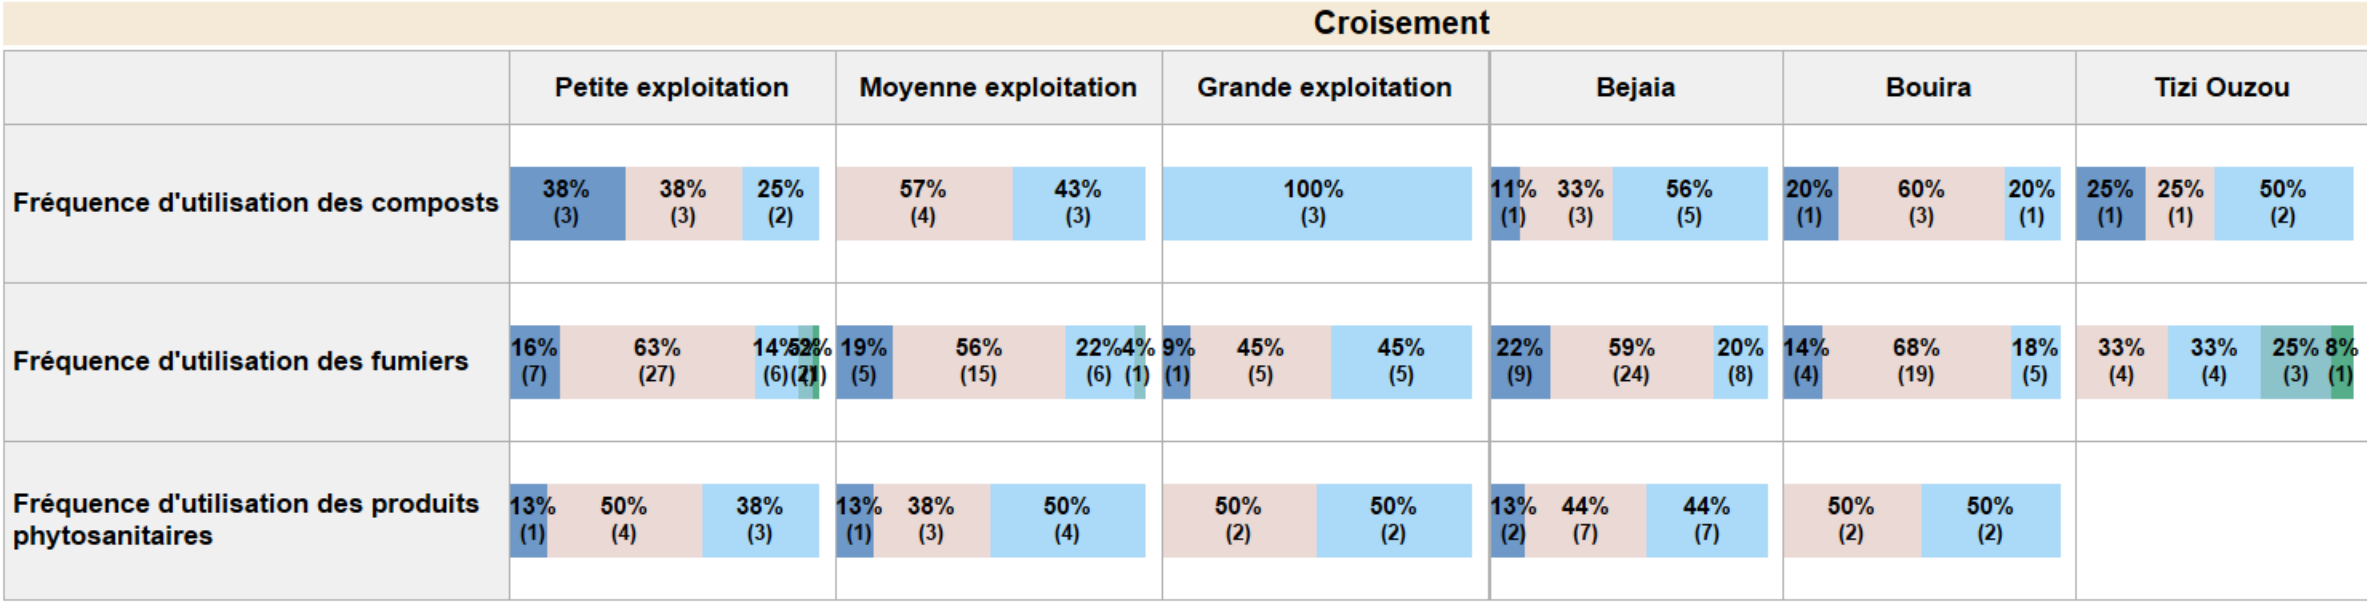 Croisement
Petite exploitation Moyenne exploitation Grande exploitation Bejaia Bouira Tizi Ouzou
Fréquence d'utilisation des composts
38% 38% 25% 57% 43% 100% 11% 33% 56% 20% 60% 20% 25% 25% 50%
(3) (3) (2) (4) (3) (3) (1) (3) (5) (1) (3) (1) (1) (1) (2)
Fréquence d'utilisation des fumiers
16% 63% 14% 5% 2% 19% 56% 22% 4% 9% 45% 45% 22% 59% 20% 14% 68% 18% 33% 33% 25% 8%
(7) (27) (6) (2) (1) (5) (15) (6) (1) (1) (5) (5) (9) (24) (8) (4) (19) (5) (4) (4) (3) (1)
Fréquence d'utilisation des produits
phytosanitaires
13% 50% 38% 13% 38% 50% 50% 50% 13% 44% 44% 50% 50%
(1) (4) (3) (1) (3) (4) (2) (2) (2) (7) (7) (2) (2)